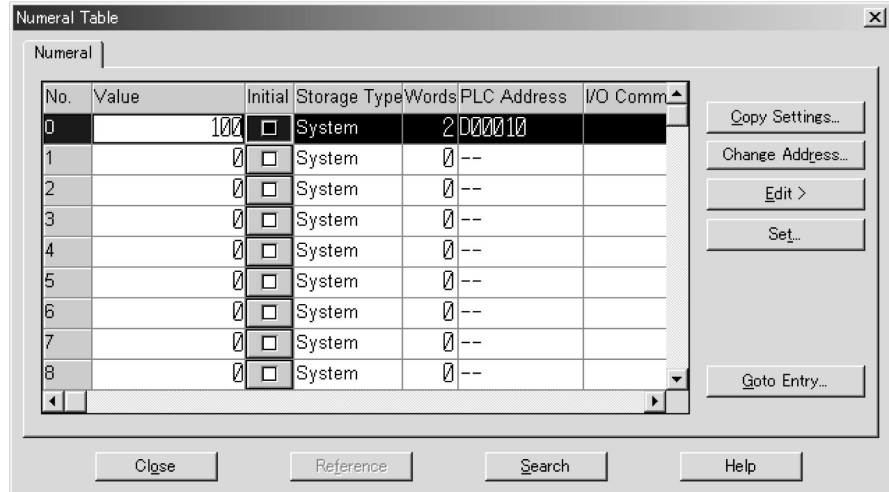 Numeral Table
Numeral
No. Value Initial Storage Type Words PLC Address I/O Comm
0 100 System 2 D00010
1 0 System 0 --
2 0 System 0 --
3 0 System 0 --
4 0 System 0 --
5 0 System 0 --
6 0 System 0 --
7 0 System 0 --
8 0 System 0 --
Copy Settings...
Change Address...
Edit >
Set...
Goto Entry...
Close Reference Search Help